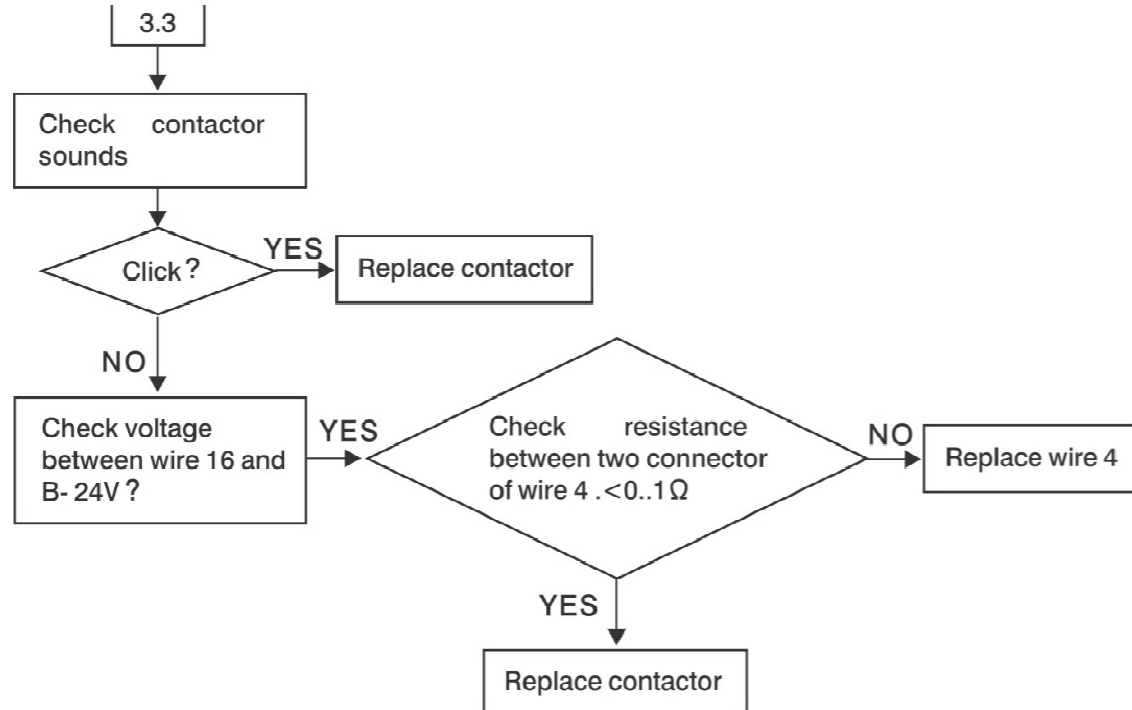 3.3
Check contactor
sounds
Click?
YES
Replace contactor
NO
Check voltage
between wire 16 and
B- 24V ?
YES
Check resistance
between two connector
of wire 4 .<0..1Ω
NO
Replace wire 4
YES
Replace contactor